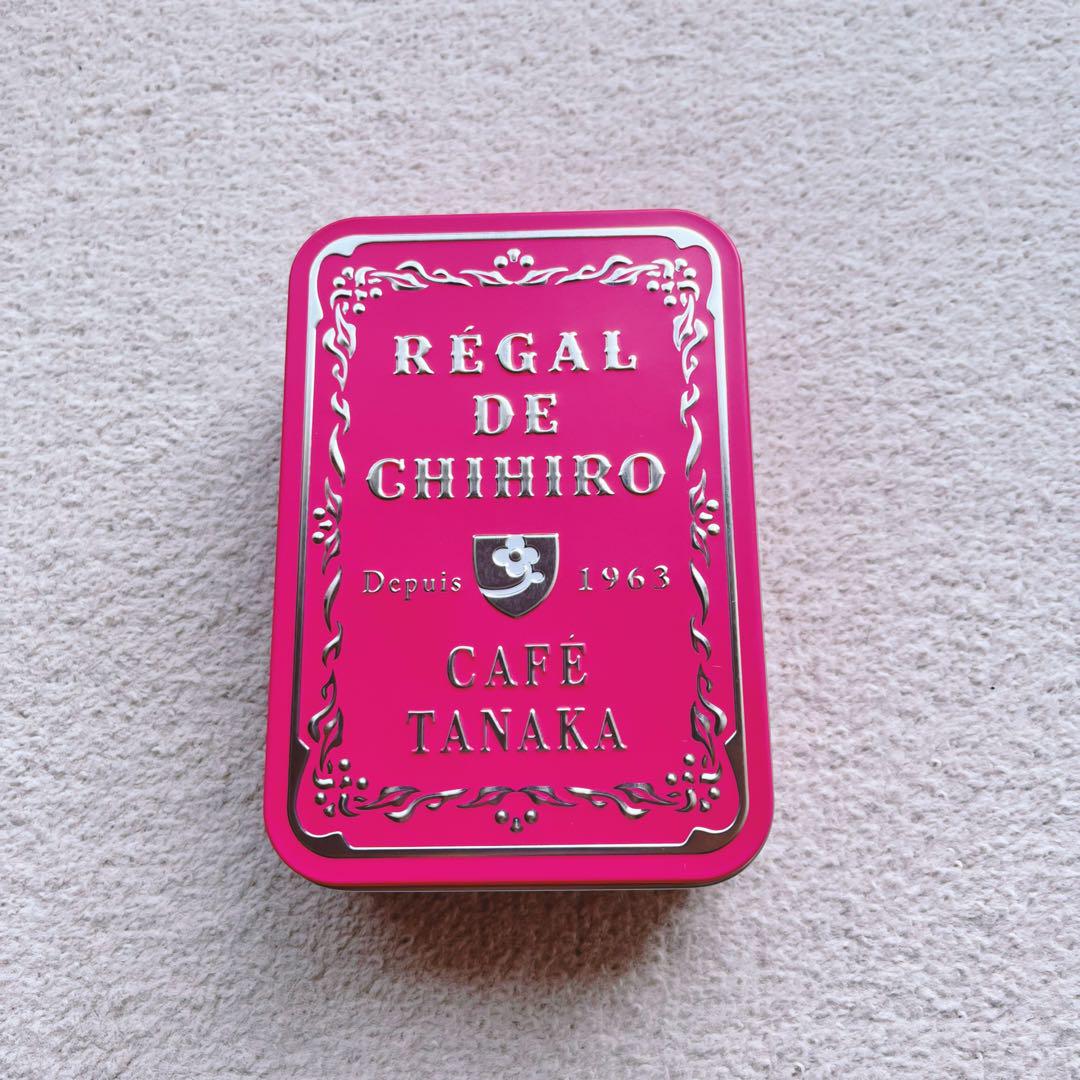 RÉGAL
DE
CHIHIRO
Depuis 1963
CAFÉ
TANAKA